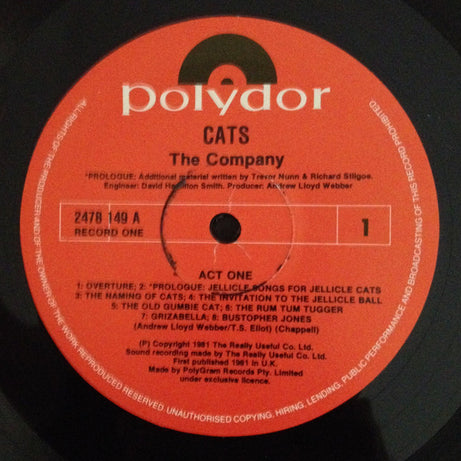 polydor
CATS
The Company
*PROLOGUE: Additional material written by Trevor Nunn & Richard Stilgoe.
Engineer: David Hamilton Smith. Producer: Andrew Lloyd Webber
2478 149 A
RECORD ONE
1
ACT ONE
1: OVERTURE; 2: *PROLOGUE: JELLICLE SONGS FOR JELLICLE CATS
3: THE NAMING OF CATS; 4: THE INVITATION TO THE JELLICLE BALL
5: THE OLD GUMBIE CAT; 6: THE RUM TUM TUGGER
7: GRIZABELLA; 8: BUSTOPHER JONES
(Andrew Lloyd Webber/T.S. Eliot) (Chappell)
(P) Copyright 1981 The Really Useful Co. Ltd.
Sound recording made by The Really Useful Co. Ltd.
First published 1981 in U.K.
Made by PolyGram Records Pty. Limited
under exclusive licence.
ALL RIGHTS OF THE PRODUCER AND OF THE OWNER OF THE WORK REPRODUCED RESERVED. UNAUTHORISED COPYING, HIRING, LENDING, PUBLIC PERFORMANCE AND BROADCASTING OF THIS RECORD PROHIBITED